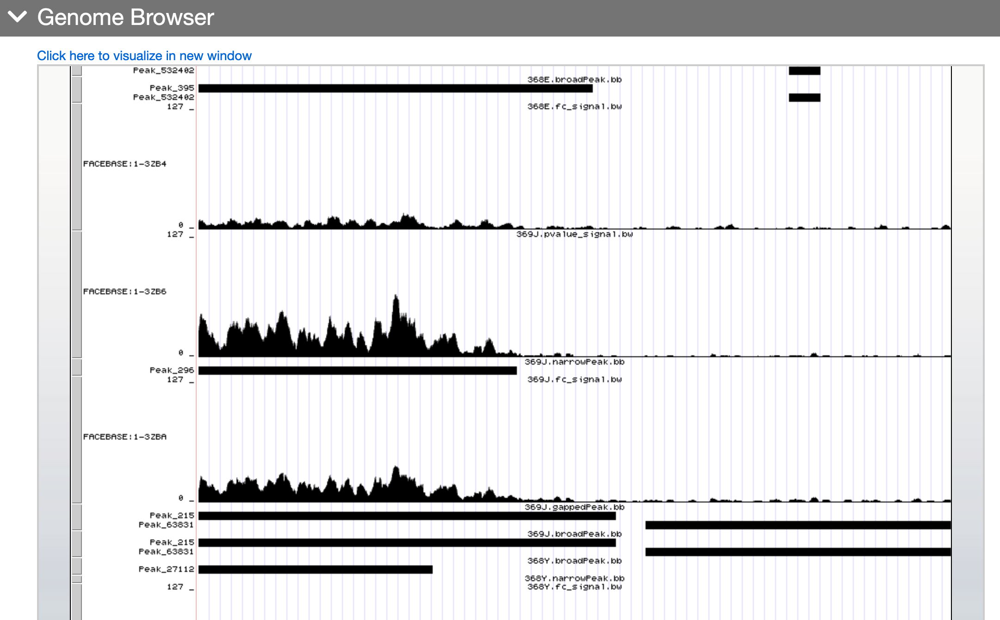 Genome Browser
Click here to visualize in new window
Peak_532402
368E.broadPeak.bb
Peak_395
Peak_532402
127 _ 368E.fc_signal.bw
FACEBASE:1-3ZB4
0 _
127 _ 369J.pvalue_signal.bw
FACEBASE:1-3ZB6
0 _
369J.narrowPeak.bb
Peak_296
127 _ 369J.fc_signal.bw
FACEBASE:1-3ZBA
0 _
369J.gappedPeak.bb
Peak_215
Peak_63831
369J.broadPeak.bb
Peak_215
Peak_63831
368Y.broadPeak.bb
Peak_27112
368Y.narrowPeak.bb
127 _ 368Y.fc_signal.bw